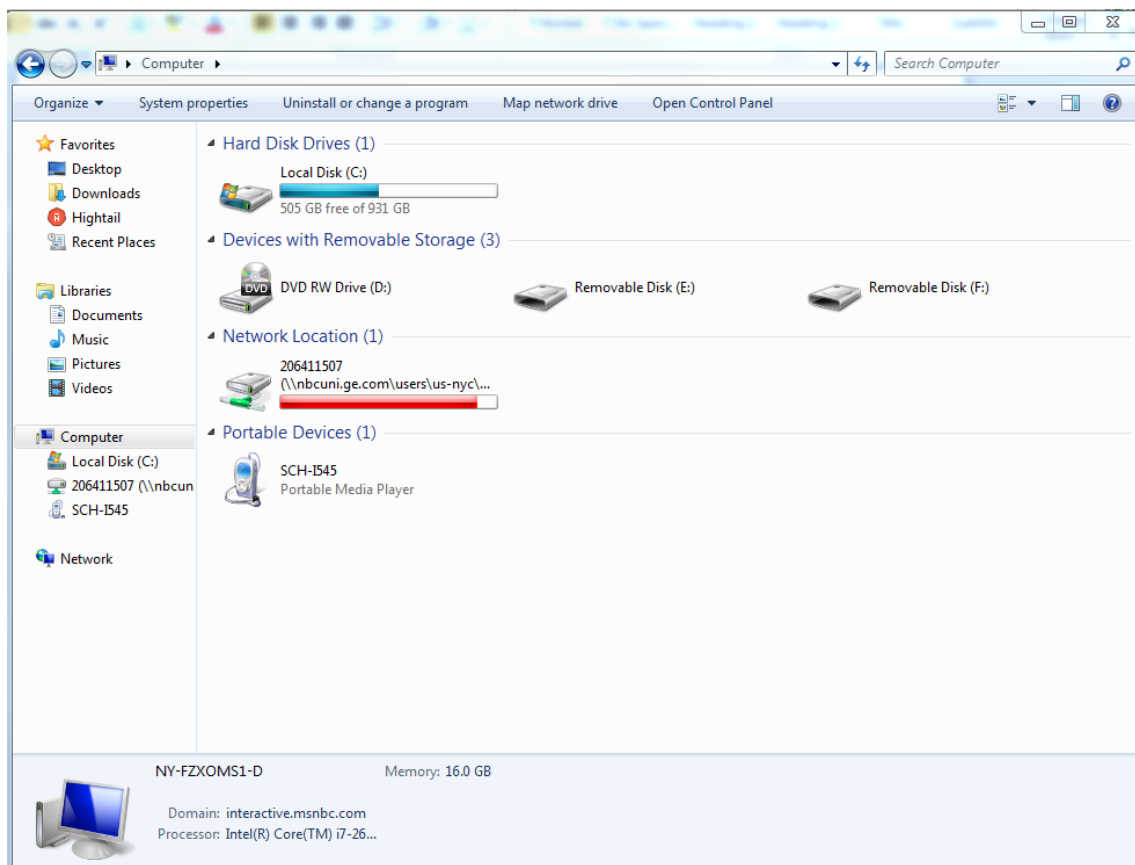 Computer
Search Computer
Organize
System properties
Uninstall or change a program
Map network drive
Open Control Panel
Favorites
Desktop
Downloads
Hightail
Recent Places
Libraries
Documents
Music
Pictures
Videos
Computer
Local Disk (C:)
206411507 (\\nbcun
SCH-I545
Network
Hard Disk Drives (1)
Local Disk (C:)
505 GB free of 931 GB
Devices with Removable Storage (3)
DVD
DVD RW Drive (D:)
Removable Disk (E:)
Removable Disk (F:)
Network Location (1)
206411507
(\\nbcuni.ge.com\users\us-nyc\...
Portable Devices (1)
SCH-I545
Portable Media Player
NY-FZXOMS1-D
Memory: 16.0 GB
Domain: interactive.msnbc.com
Processor: Intel(R) Core(TM) i7-26...